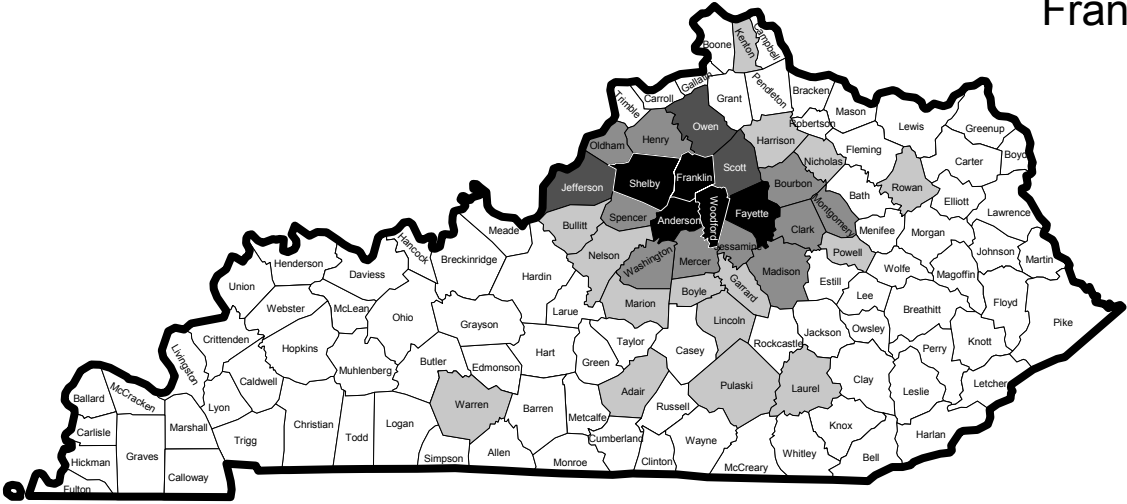 Fran
Boone
Kenton
Campbell
Gallatin
Carroll
Trimble
Grant
Pendleton
Bracken
Mason
Robertson
Lewis
Greenup
Owen
Henry
Oldham
Harrison
Fleming
Nicholas
Carter
Boyd
Scott
Franklin
Shelby
Jefferson
Bourbon
Bath
Rowan
Elliott
Lawrence
Woodford
Fayette
Anderson
Spencer
Bullitt
Montgomery
Clark
Menifee
Morgan
Meade
Hancock
Breckinridge
Nelson
Washington
Mercer
essamine
Madison
Powell
Johnson
Martin
Henderson
Daviess
Hardin
Wolfe
Magoffin
Union
Webster
McLean
Ohio
Grayson
Larue
Marion
Boyle
Garrard
Estill
Lee
Breathitt
Floyd
Pike
Lincoln
Crittenden
Hopkins
Muhlenberg
Butler
Edmonson
Hart
Green
Taylor
Casey
Rockcastle
Jackson
Owsley
Perry
Knott
Livingston
Caldwell
Lyon
Warren
Barren
Metcalfe
Adair
Russell
Pulaski
Laurel
Clay
Leslie
Letcher
Ballard
McCracken
Carlisle
Marshall
Graves
Hickman
Calloway
Fulton
Trigg
Christian
Todd
Logan
Simpson
Allen
Monroe
Cumberland
Clinton
Wayne
McCreary
Whitley
Knox
Bell
Harlan